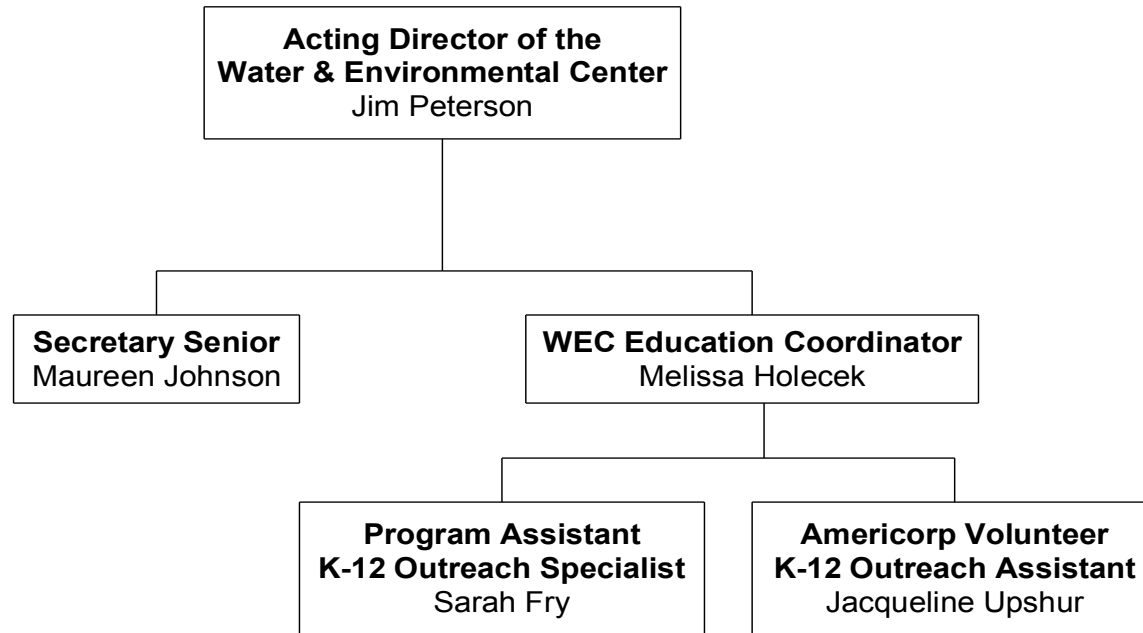 Acting Director of the
Water & Environmental Center
Jim Peterson
Secretary Senior
Maureen Johnson
WEC Education Coordinator
Melissa Holecek
Program Assistant
K-12 Outreach Specialist
Sarah Fry
Americorp Volunteer
K-12 Outreach Assistant
Jacqueline Upshur